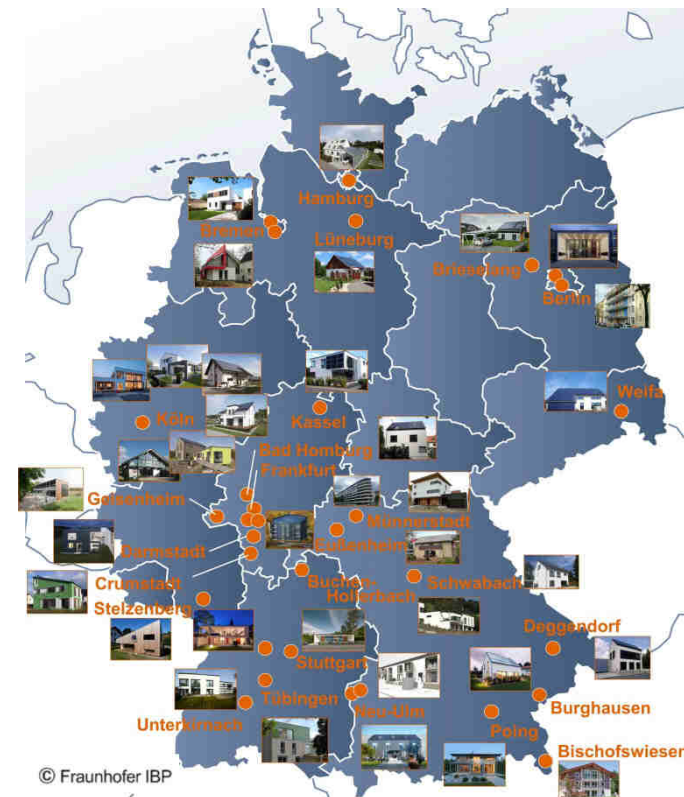 Hamburg
Bremen
Lüneburg
Brieselang
Berlin
Weifa
Köln
Kassel
Bad Homburg
Frankfurt
Geisenheim
Münnerstadt
Eußenheim
Darmstadt
Crumstadt
Buchen-
Hollerbach
Schwabach
Stelzenberg
Deggendorf
Stuttgart
Tübingen
Neu-Ulm
Unterkirnach
Burghausen
Poing
Bischofswiesen
© Fraunhofer IBP